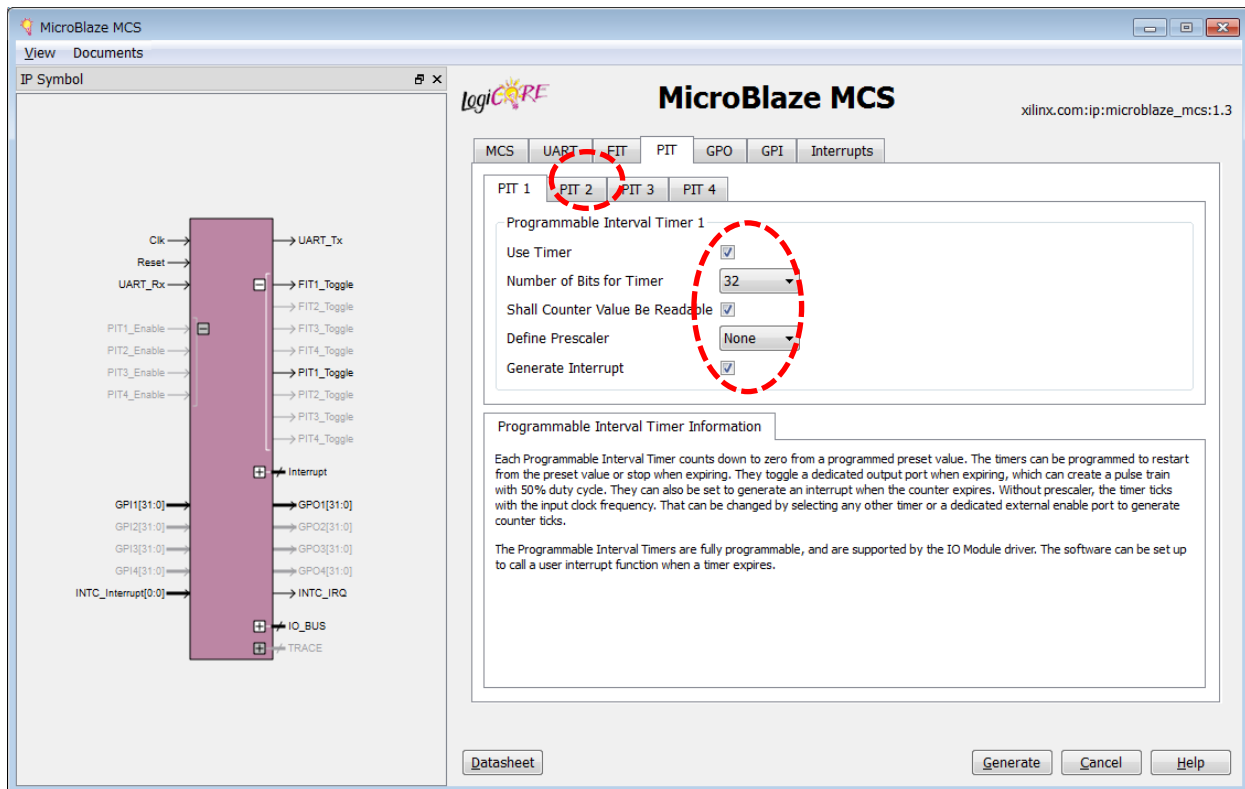 MicroBlaze MCS
View Documents
IP Symbol
Clk
Reset
UART_Rx
PIT1_Enable
PIT2_Enable
PIT3_Enable
PIT4_Enable
GPI1[31:0]
GPI2[31:0]
GPI3[31:0]
GPI4[31:0]
INTC_Interrupt[0:0]
UART_Tx
FIT1_Toggle
FIT2_Toggle
FIT3_Toggle
FIT4_Toggle
PIT1_Toggle
PIT2_Toggle
PIT3_Toggle
PIT4_Toggle
Interrupt
GPO1[31:0]
GPO2[31:0]
GPO3[31:0]
GPO4[31:0]
INTC_IRQ
IO_BUS
TRACE
LogiCORE
MicroBlaze MCS
xilinx.com:ip:microblaze_mcs:1.3
MCS UART FIT PIT GPO GPI Interrupts
PIT 1 PIT 2 PIT 3 PIT 4
Programmable Interval Timer 1
Use Timer
Number of Bits for Timer 32
Shall Counter Value Be Readable
Define Prescaler None
Generate Interrupt
Programmable Interval Timer Information
Each Programmable Interval Timer counts down to zero from a programmed preset value. The timers can be programmed to restart
from the preset value or stop when expiring. They toggle a dedicated output port when expiring, which can create a pulse train
with 50% duty cycle. They can also be set to generate an interrupt when the counter expires. Without prescaler, the timer ticks
with the input clock frequency. That can be changed by selecting any other timer or a dedicated external enable port to generate
counter ticks.
The Programmable Interval Timers are fully programmable, and are supported by the IO Module driver. The software can be set up
to call a user interrupt function when a timer expires.
Datasheet
Generate Cancel Help